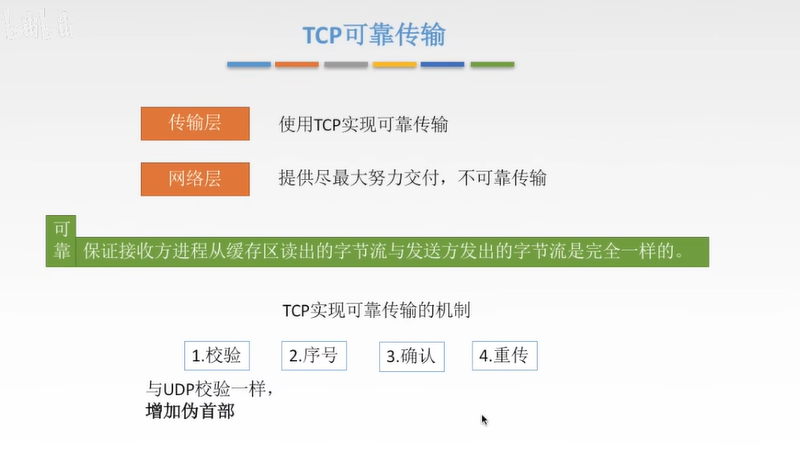 TCP可靠传输
传输层 使用TCP实现可靠传输
网络层 提供尽最大努力交付，不可靠传输
可靠 保证接收方进程从缓存区读出的字节流与发送方发出的字节流是完全一样的。
TCP实现可靠传输的机制
1.校验 2.序号 3.确认 4.重传
与UDP校验一样，
增加伪首部